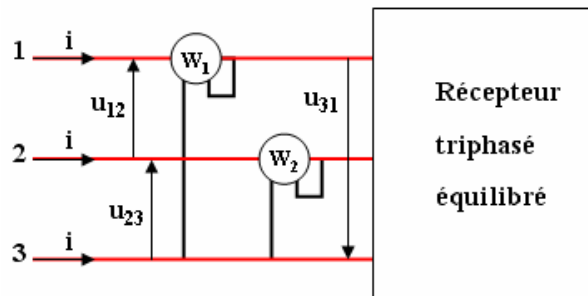 1
i
W₁
u₁₂
u₃₁
Récepteur
triphasé
équilibré
2
i
W₂
u₂₃
3
i